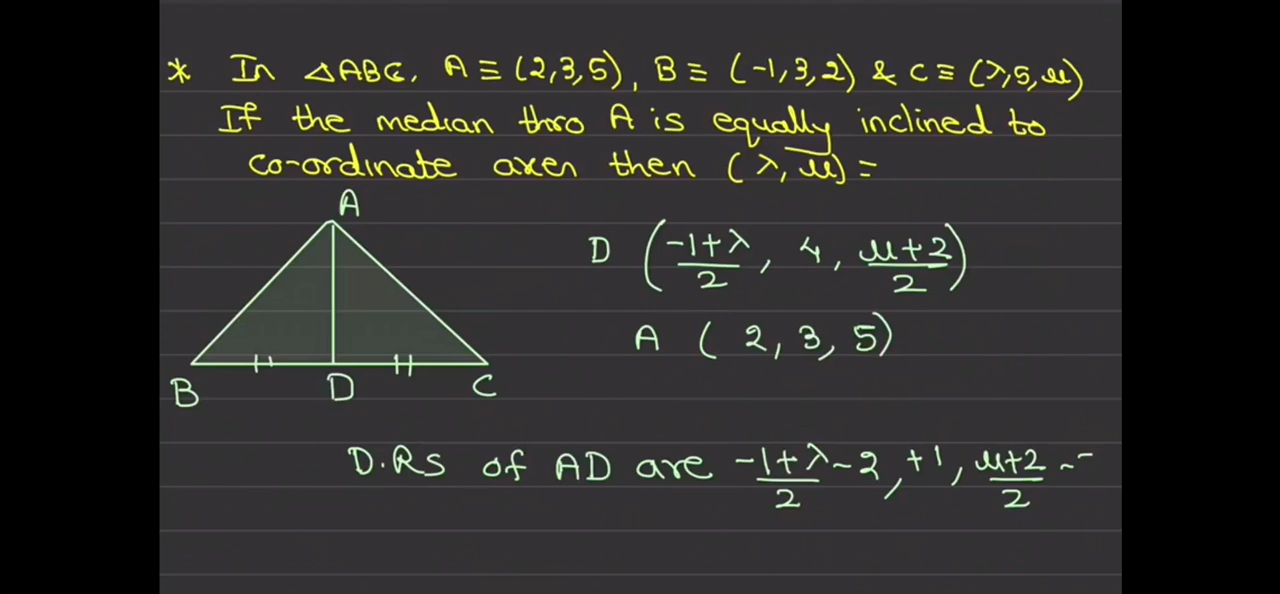 * In △ABC, A ≡ (2,3,5), B ≡ (-1,3,2) & C ≡ (λ,5,μ)
If the median thro A is equally inclined to
co-ordinate axes then (λ, μ) =
A
D (-1+λ/2, 4, μ+2/2)
A (2, 3, 5)
B D C
D.RS of AD are -1+λ/2 - 2, +1, μ+2/2 -